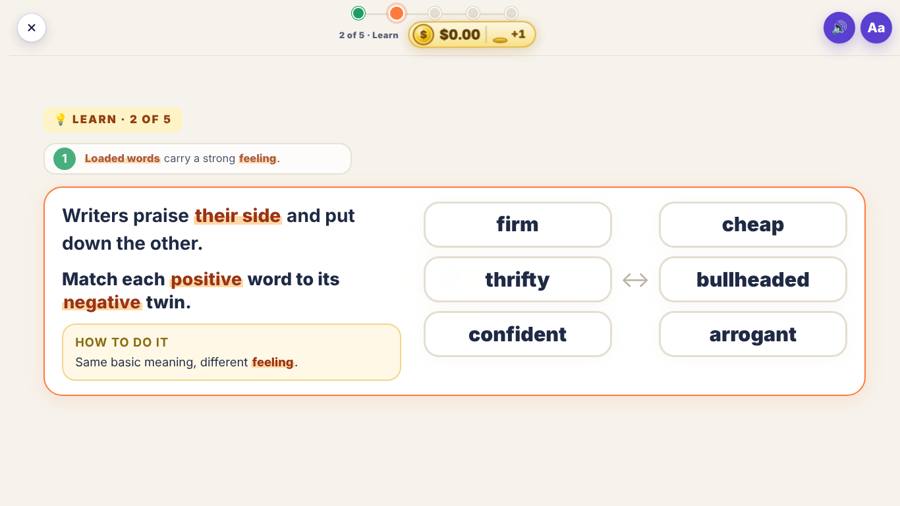 ✕
2 of 5 · Learn
$ $0.00 +1
Aa
LEARN · 2 OF 5
1 Loaded words carry a strong feeling.
Writers praise their side and put
down the other.
Match each positive word to its
negative twin.
HOW TO DO IT
Same basic meaning, different feeling.
firm
cheap
thrifty ↔ bullheaded
confident
arrogant